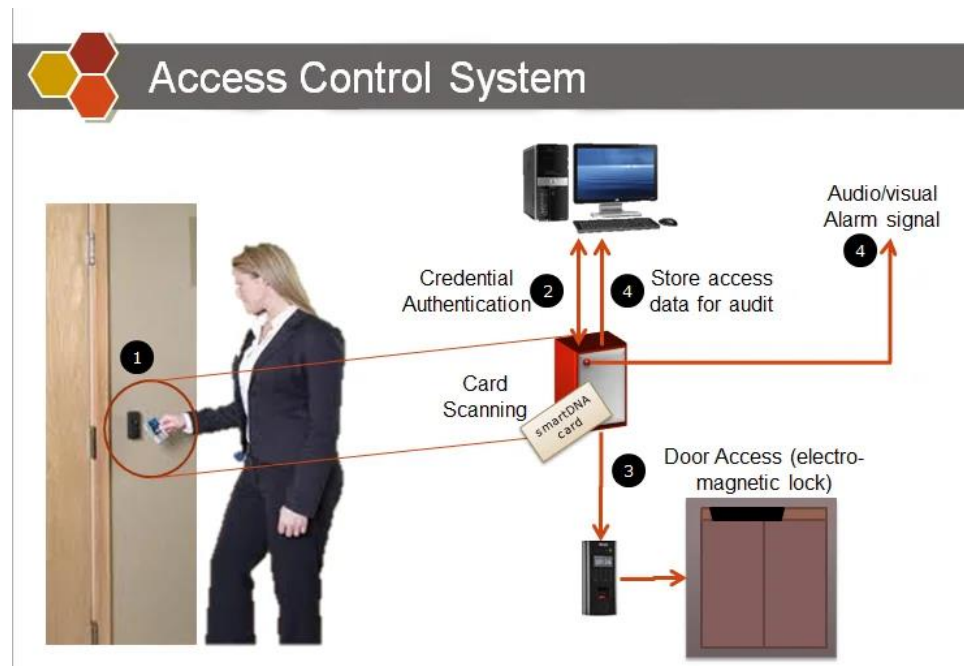 Access Control System
Audio/visual
Alarm signal
4
Credential
Authentication
2
4
Store access
data for audit
1
Card
Scanning
smartDNA
card
3
Door Access (electro-
magnetic lock)